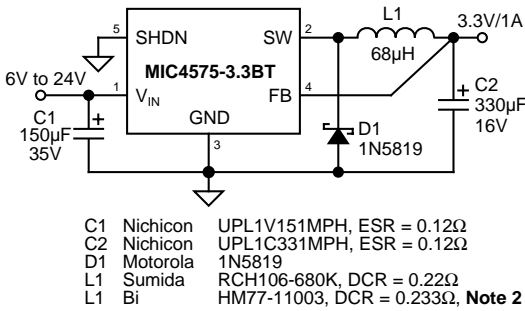 L1
3.3V/1A
5 SHDN SW 2
68µH
MIC4575-3.3BT
6V to 24V
1 VIN FB 4
C2
330µF
16V
GND
C1
150µF
35V
3
D1
1N5819
C1 Nichicon UPL1V151MPH, ESR = 0.12Ω
C2 Nichicon UPL1C331MPH, ESR = 0.12Ω
D1 Motorola 1N5819
L1 Sumida RCH106-680K, DCR = 0.22Ω
L1 Bi HM77-11003, DCR = 0.233Ω, Note 2